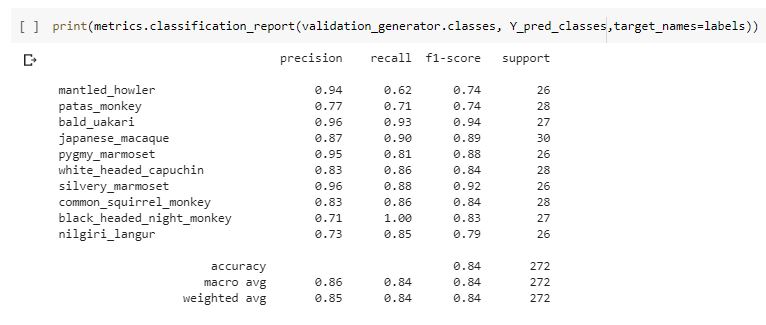 [ ] print(metrics.classification_report(validation_generator.classes, Y_pred_classes,target_names=labels))
precision recall f1-score support
mantled_howler 0.94 0.62 0.74 26
patas_monkey 0.77 0.71 0.74 28
bald_uakari 0.96 0.93 0.94 27
japanese_macaque 0.87 0.90 0.89 30
pygmy_marmoset 0.95 0.81 0.88 26
white_headed_capuchin 0.83 0.86 0.84 28
silvery_marmoset 0.96 0.88 0.92 26
common_squirrel_monkey 0.83 0.86 0.84 28
black_headed_night_monkey 0.71 1.00 0.83 27
nilgiri_langur 0.73 0.85 0.79 26
accuracy 0.84 272
macro avg 0.86 0.84 0.84 272
weighted avg 0.85 0.84 0.84 272